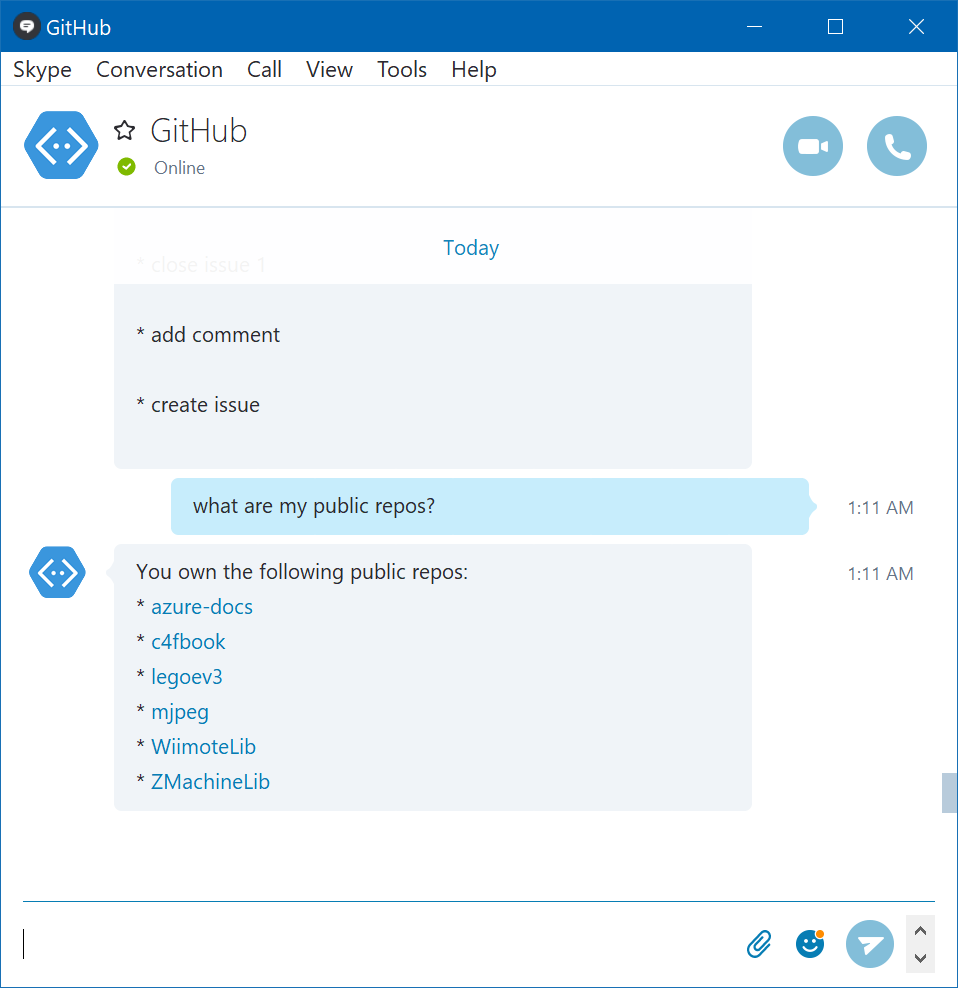 GitHub
Skype Conversation Call View Tools Help
GitHub
Online
Today
* close issue 1
* add comment
* create issue
what are my public repos?
1:11 AM
You own the following public repos:
1:11 AM
* azure-docs
* c4fbook
* legoev3
* mjpeg
* WiimoteLib
* ZMachineLib